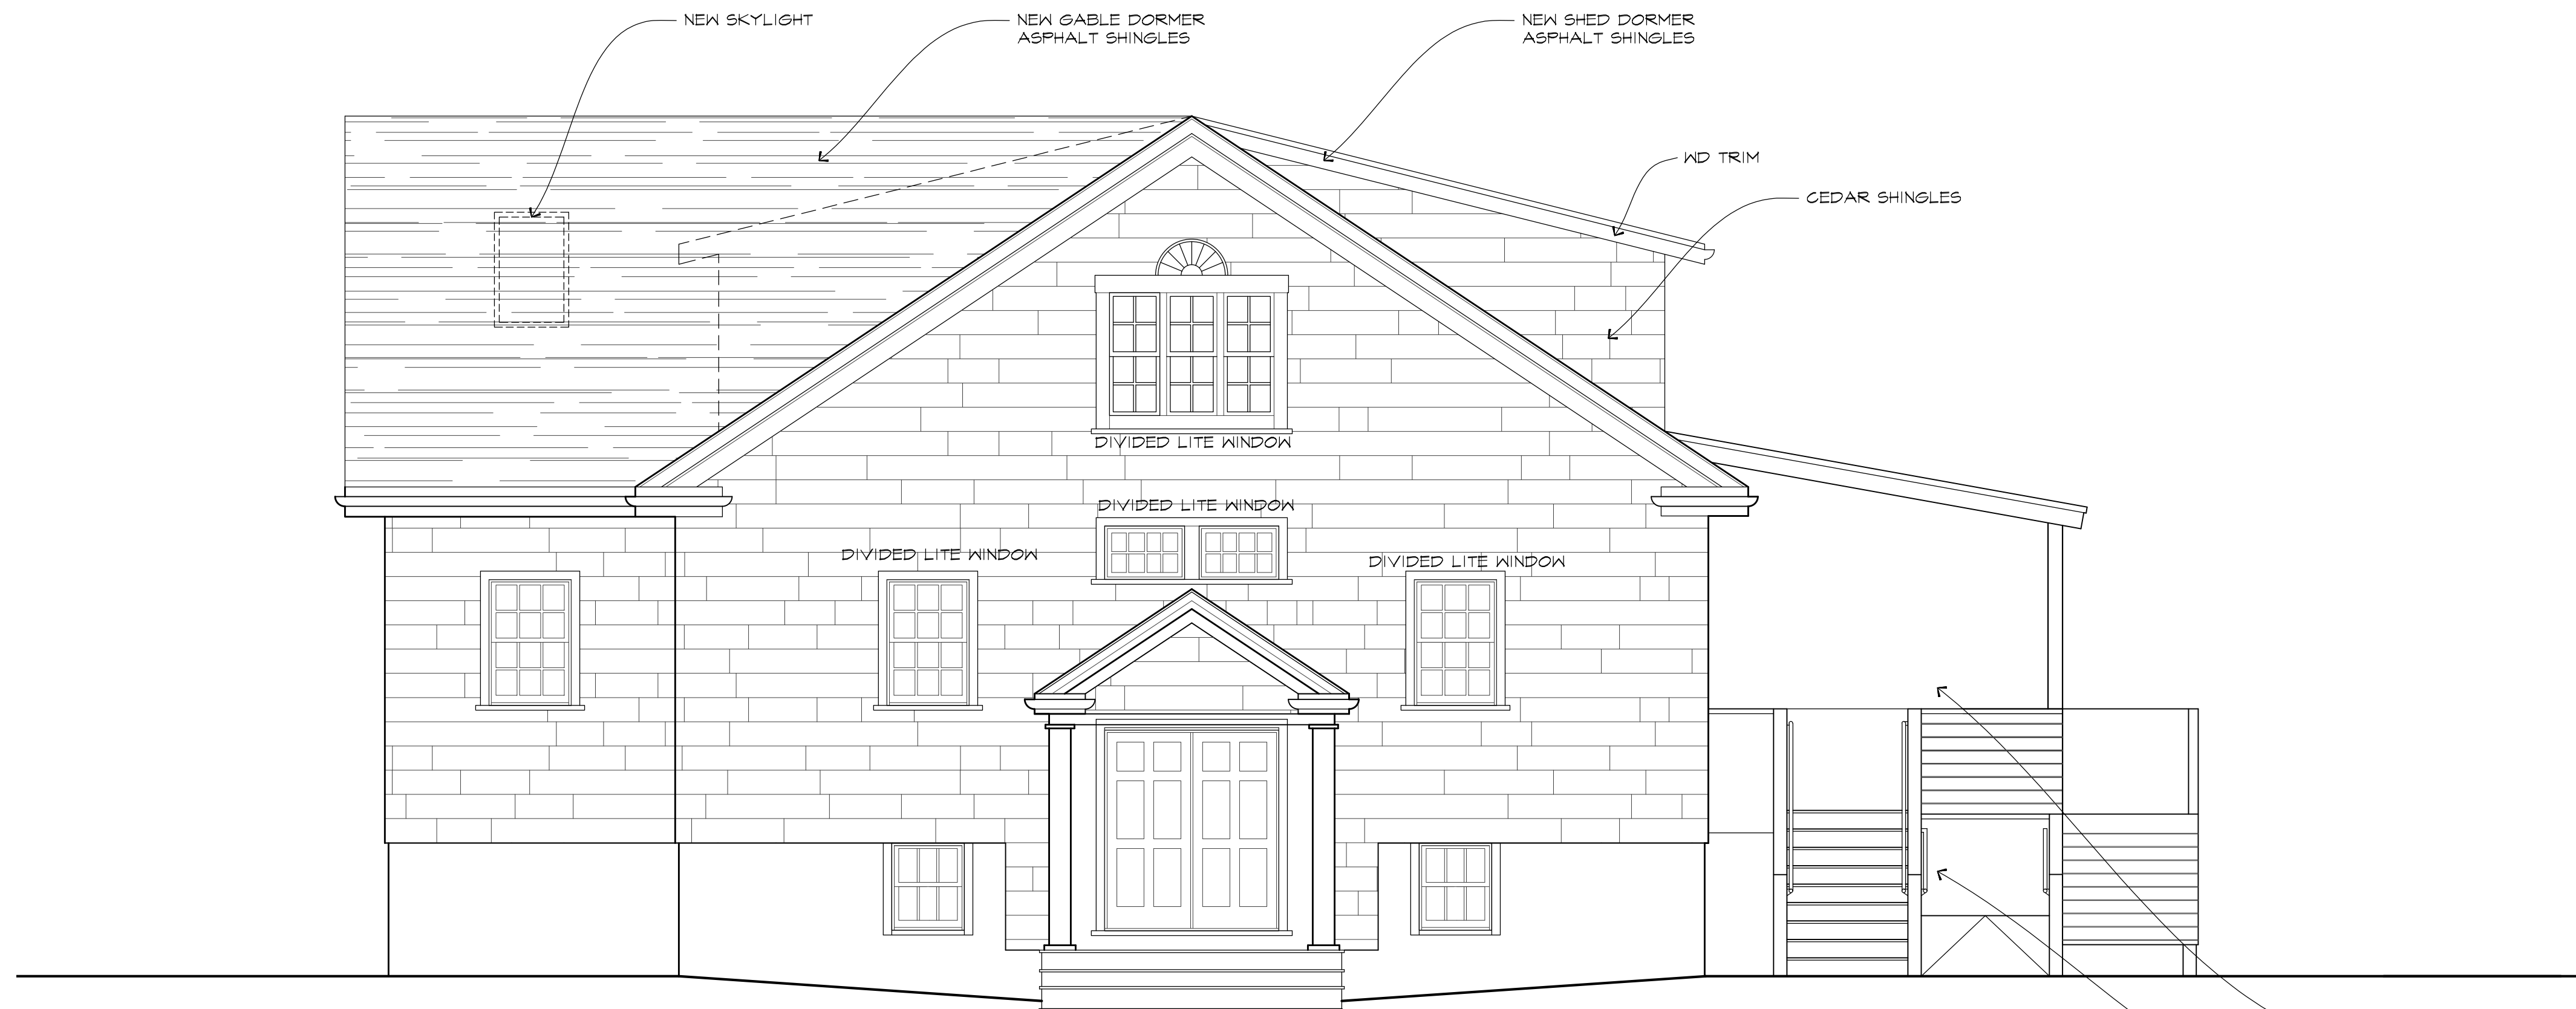 NEW SKYLIGHT
NEW GABLE DORMER
ASPHALT SHINGLES
NEW SHED DORMER
ASPHALT SHINGLES
WD TRIM
CEDAR SHINGLES
DIVIDED LITE WINDOW
DIVIDED LITE WINDOW
DIVIDED LITE WINDOW
DIVIDED LITE WINDOW